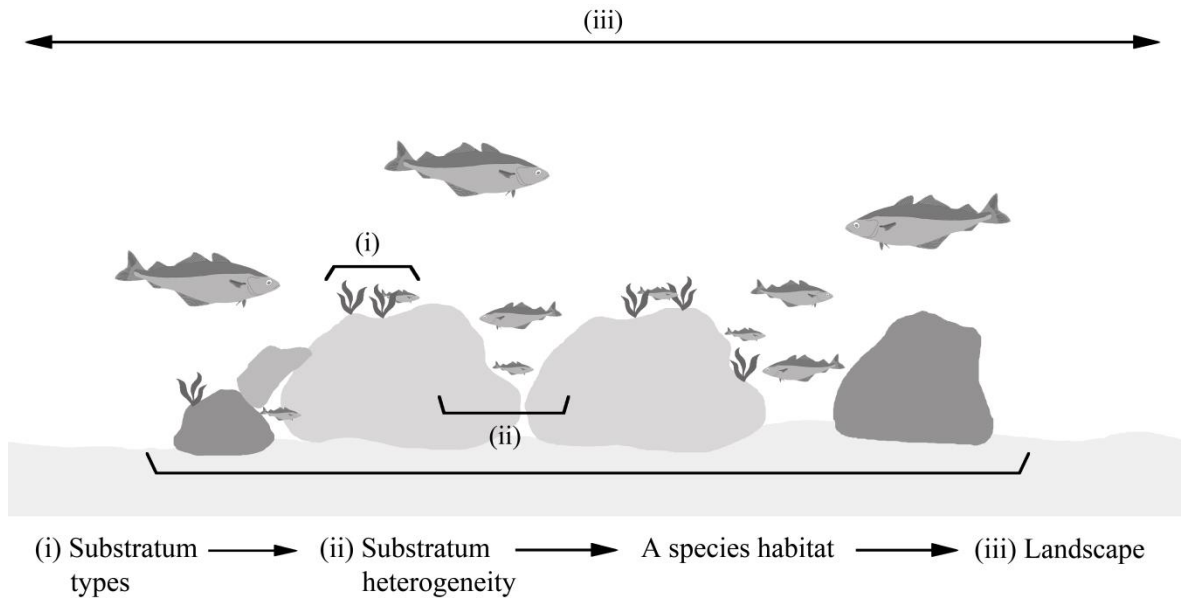 (iii)
(i)
(ii)
(i) Substratum types
(ii) Substratum heterogeneity
A species habitat
(iii) Landscape